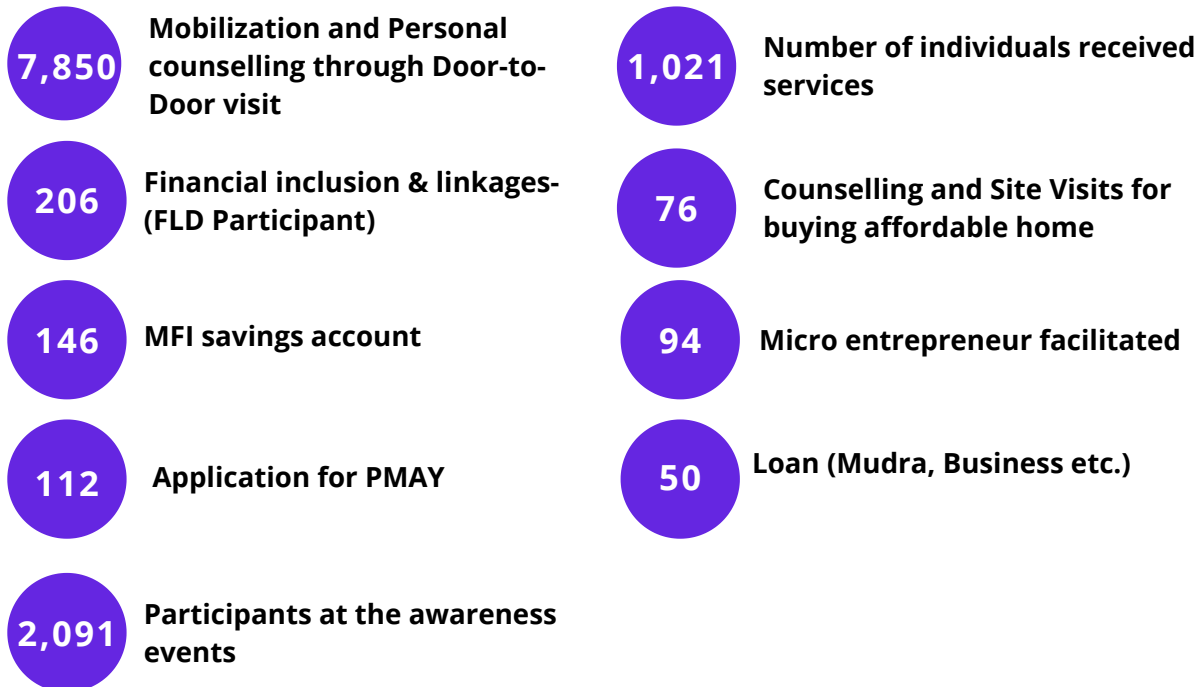 7,850
Mobilization and Personal
counselling through Door-to-
Door visit
206
Financial inclusion & linkages-
(FLD Participant)
146
MFI savings account
112
Application for PMAY
2,091
Participants at the awareness
events
1,021
Number of individuals received
services
76
Counselling and Site Visits for
buying affordable home
94
Micro entrepreneur facilitated
50
Loan (Mudra, Business etc.)